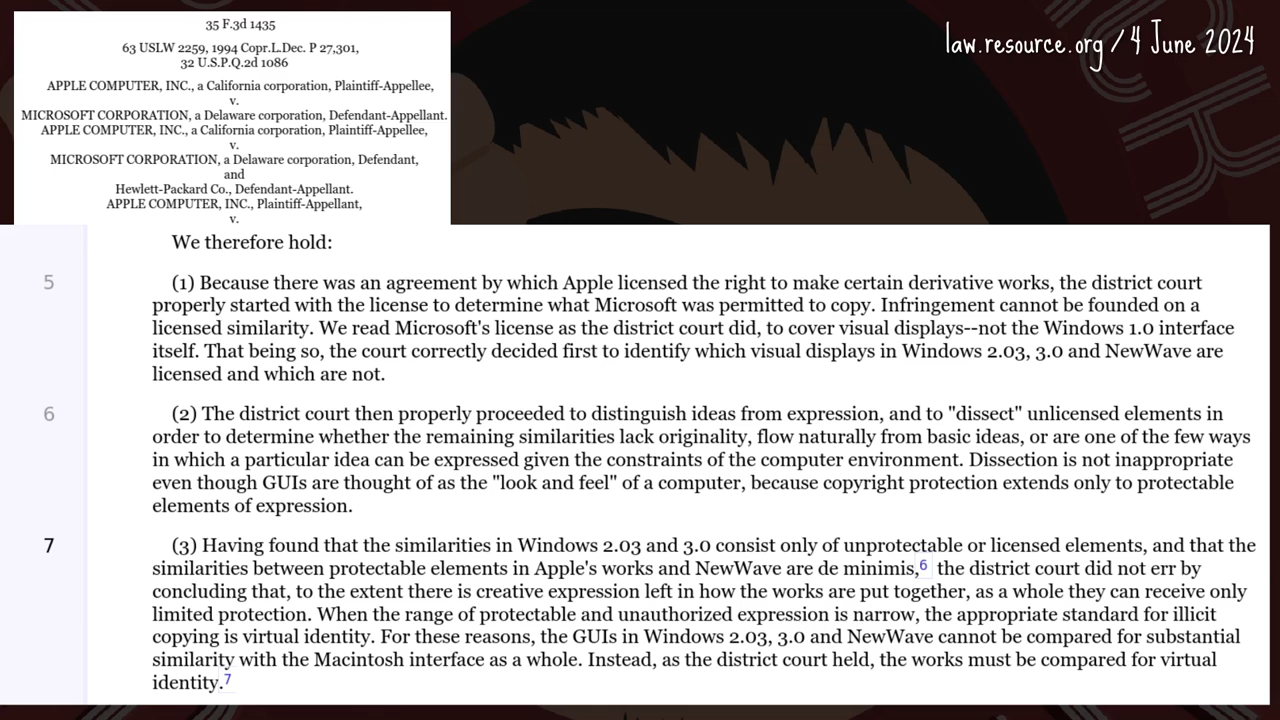 35 F.3d 1435
63 USLW 2259, 1994 Copr.L.Dec. P 27,301,
32 U.S.P.Q.2d 1086
APPLE COMPUTER, INC., a California corporation, Plaintiff-Appellee,
v.
MICROSOFT CORPORATION, a Delaware corporation, Defendant-Appellant.
APPLE COMPUTER, INC., a California corporation, Plaintiff-Appellee,
v.
MICROSOFT CORPORATION, a Delaware corporation, Defendant,
and
Hewlett-Packard Co., Defendant-Appellant.
APPLE COMPUTER, INC., Plaintiff-Appellant,
v.
law.resource.org / 4 June 2024
We therefore hold:
5 (1) Because there was an agreement by which Apple licensed the right to make certain derivative works, the district court
properly started with the license to determine what Microsoft was permitted to copy. Infringement cannot be founded on a
licensed similarity. We read Microsoft's license as the district court did, to cover visual displays--not the Windows 1.0 interface
itself. That being so, the court correctly decided first to identify which visual displays in Windows 2.03, 3.0 and NewWave are
licensed and which are not.
6 (2) The district court then properly proceeded to distinguish ideas from expression, and to "dissect" unlicensed elements in
order to determine whether the remaining similarities lack originality, flow naturally from basic ideas, or are one of the few ways
in which a particular idea can be expressed given the constraints of the computer environment. Dissection is not inappropriate
even though GUIs are thought of as the "look and feel" of a computer, because copyright protection extends only to protectable
elements of expression.
7 (3) Having found that the similarities in Windows 2.03 and 3.0 consist only of unprotectable or licensed elements, and that the
similarities between protectable elements in Apple's works and NewWave are de minimis,6 the district court did not err by
concluding that, to the extent there is creative expression left in how the works are put together, as a whole they can receive only
limited protection. When the range of protectable and unauthorized expression is narrow, the appropriate standard for illicit
copying is virtual identity. For these reasons, the GUIs in Windows 2.03, 3.0 and NewWave cannot be compared for substantial
similarity with the Macintosh interface as a whole. Instead, as the district court held, the works must be compared for virtual
identity.7